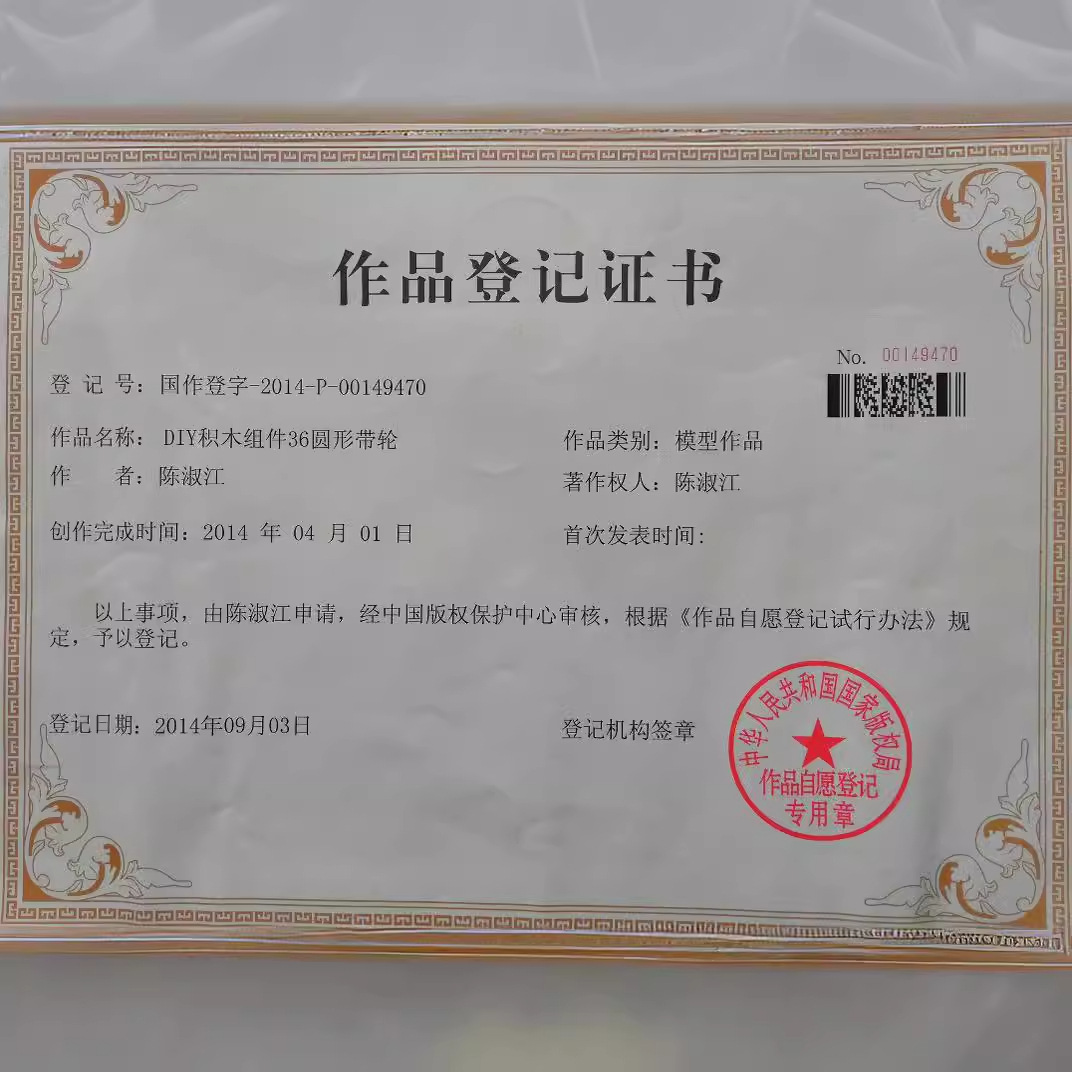 作品登记证书
No. 00149470
登 记 号：国作登字-2014-P-00149470
作品名称： DIY积木组件36圆形带轮
作品类别：模型作品
作 者：陈淑江
著作权人：陈淑江
创作完成时间：2014 年 04 月 01 日
首次发表时间：
以上事项，由陈淑江申请，经中国版权保护中心审核，根据《作品自愿登记试行办法》规
定，予以登记。
登记日期：2014年09月03日
登记机构签章
中华人民共和国国家版权局
作品自愿登记
专用章